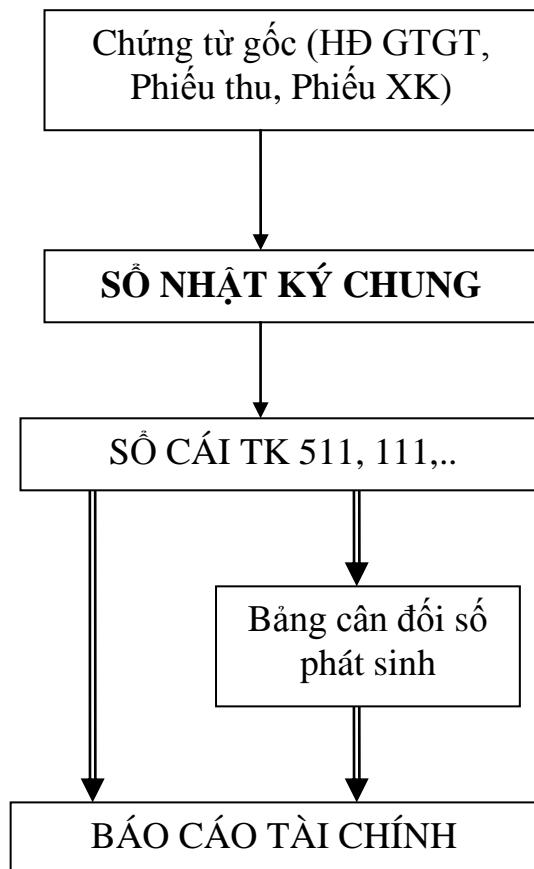 Chứng từ gốc (HĐ GTGT,
Phiếu thu, Phiếu XK)
SỔ NHẬT KÝ CHUNG
SỔ CÁI TK 511, 111,..
Bảng cân đối số
phát sinh
BÁO CÁO TÀI CHÍNH